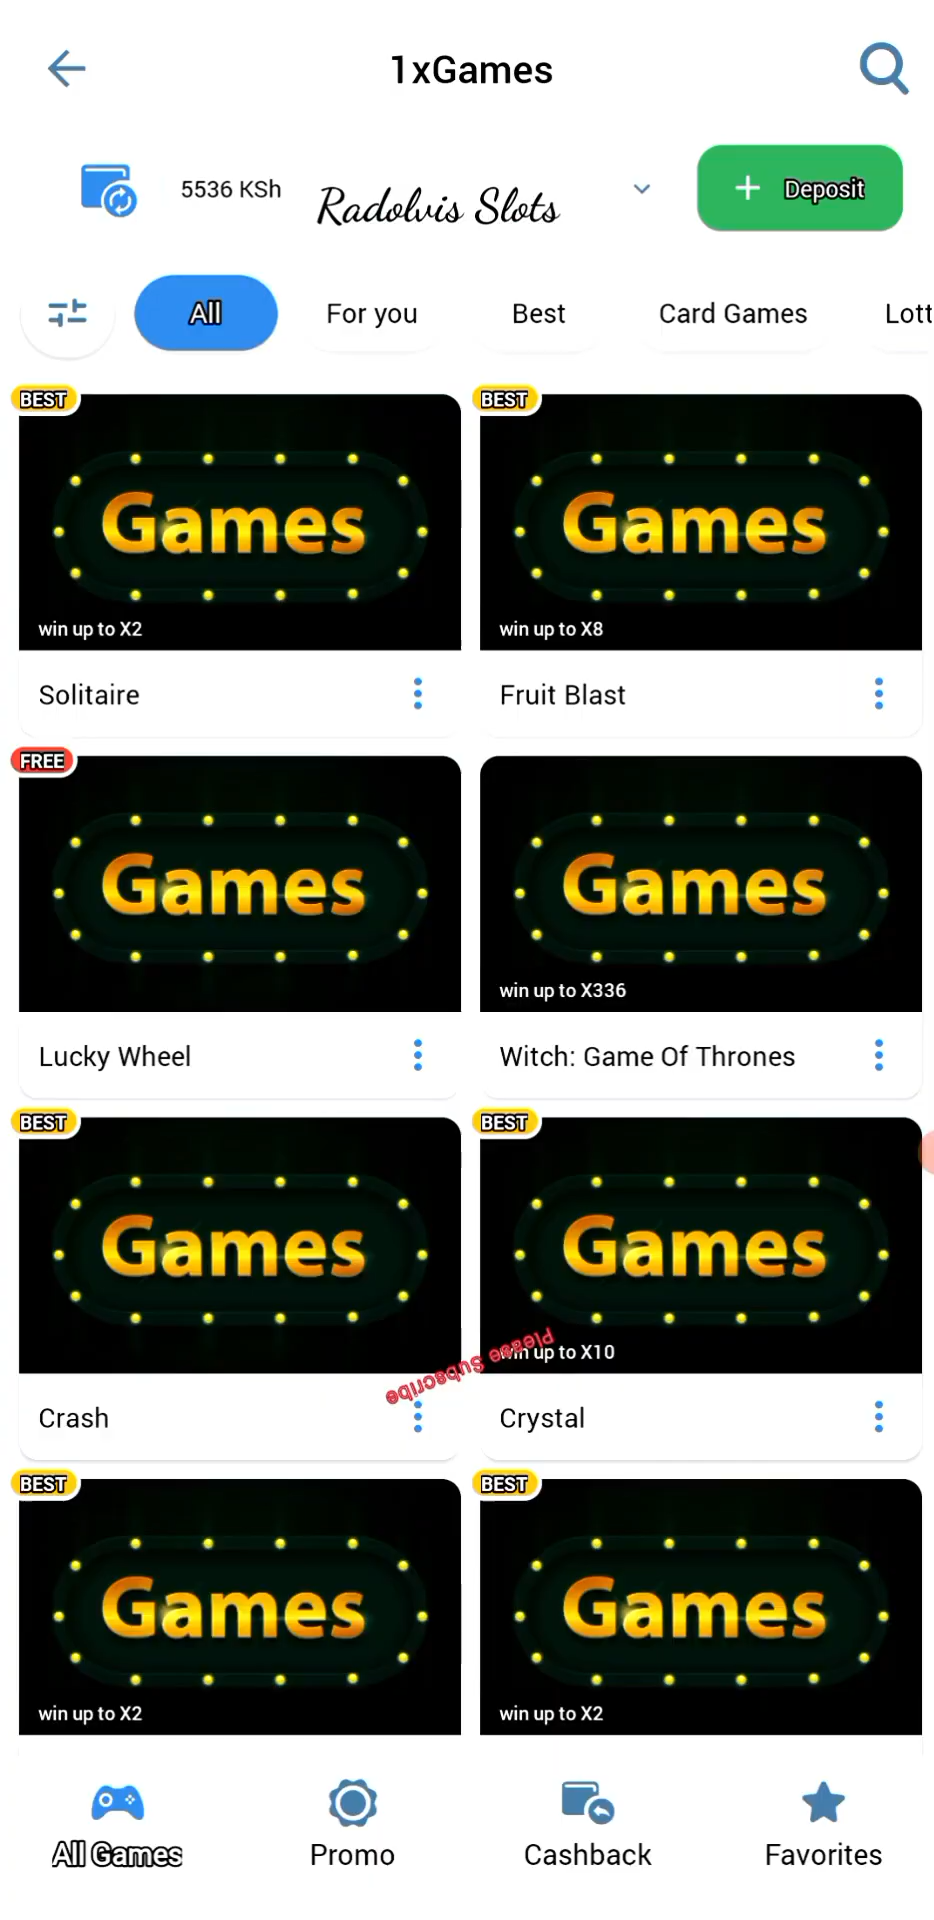 1xGames
5536 KSh
Radolvis Slots
Deposit
All
For you
Best
Card Games
Lott
BEST
BEST
Games
Games
win up to X2
win up to X8
Solitaire
Fruit Blast
FREE
Games
Games
win up to X336
Lucky Wheel
Witch: Game Of Thrones
BEST
BEST
Games
Games
Please Subscribe
win up to X10
Crash
Crystal
BEST
BEST
Games
Games
win up to X2
win up to X2
All Games
Promo
Cashback
Favorites